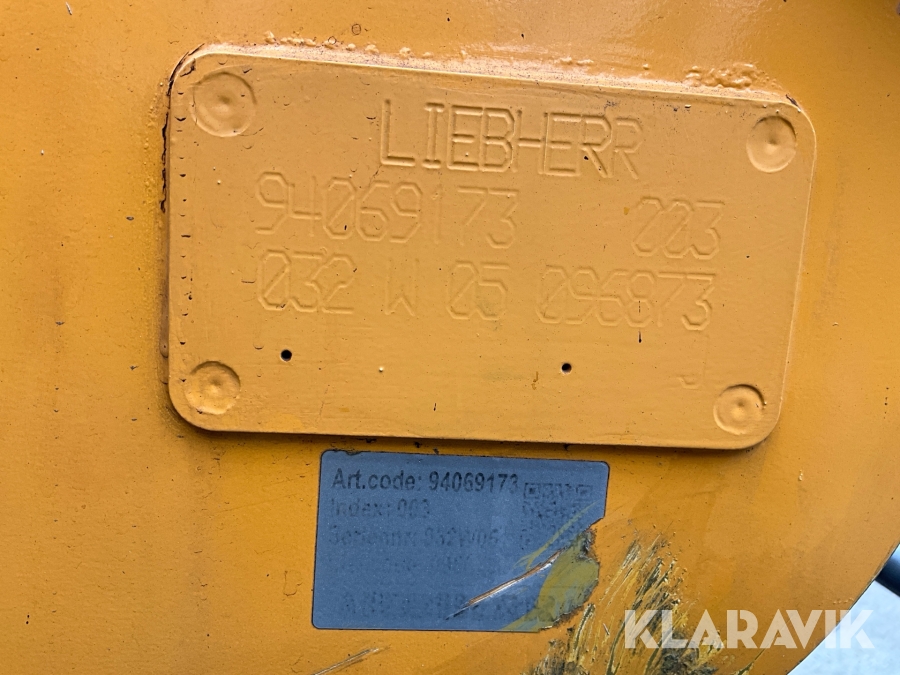 LIEBHERR
94069173 003
032 W 05 096873
J
Art.code: 94069173
Index: 003
KLARAVIK